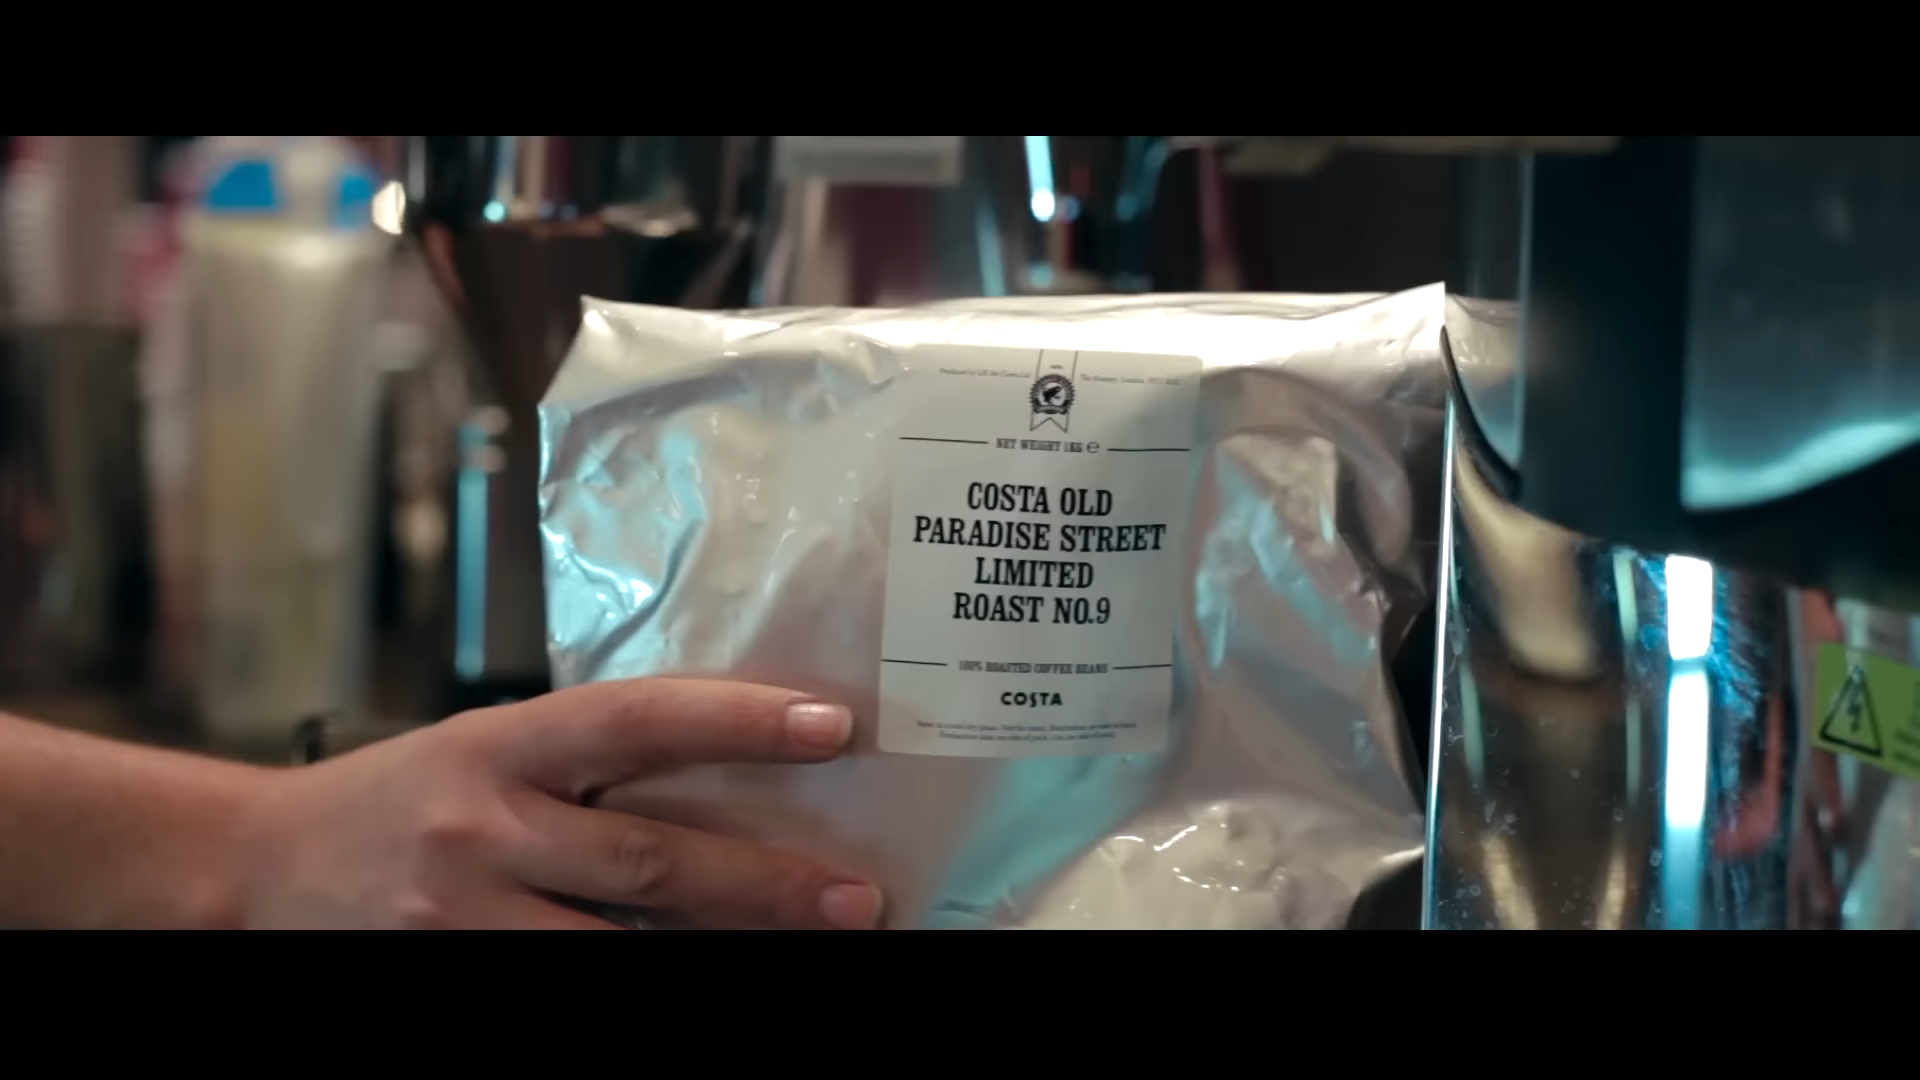 NET WEIGHT 1KG ℮
COSTA OLD
PARADISE STREET
LIMITED
ROAST NO.9
100% ROASTED COFFEE BEANS
COSTA